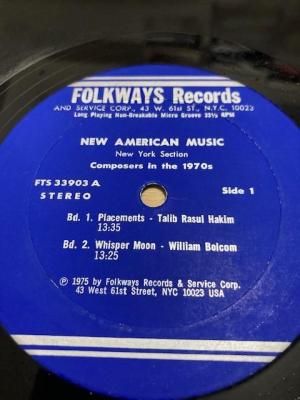 FOLKWAYS Records
AND SERVICE CORP., 43 W. 61st ST., N.Y.C. 10023
Long Playing Non-Breakable Micro Groove 33⅓ RPM
NEW AMERICAN MUSIC
New York Section
Composers in the 1970s
FTS 33903 A
Side 1
STEREO
Bd. 1. Placements - Talib Rasul Hakim
13:35
Bd. 2. Whisper Moon - William Bolcom
13:25
Ⓟ 1975 by Folkways Records & Service Corp.
43 West 61st Street, NYC 10023 USA